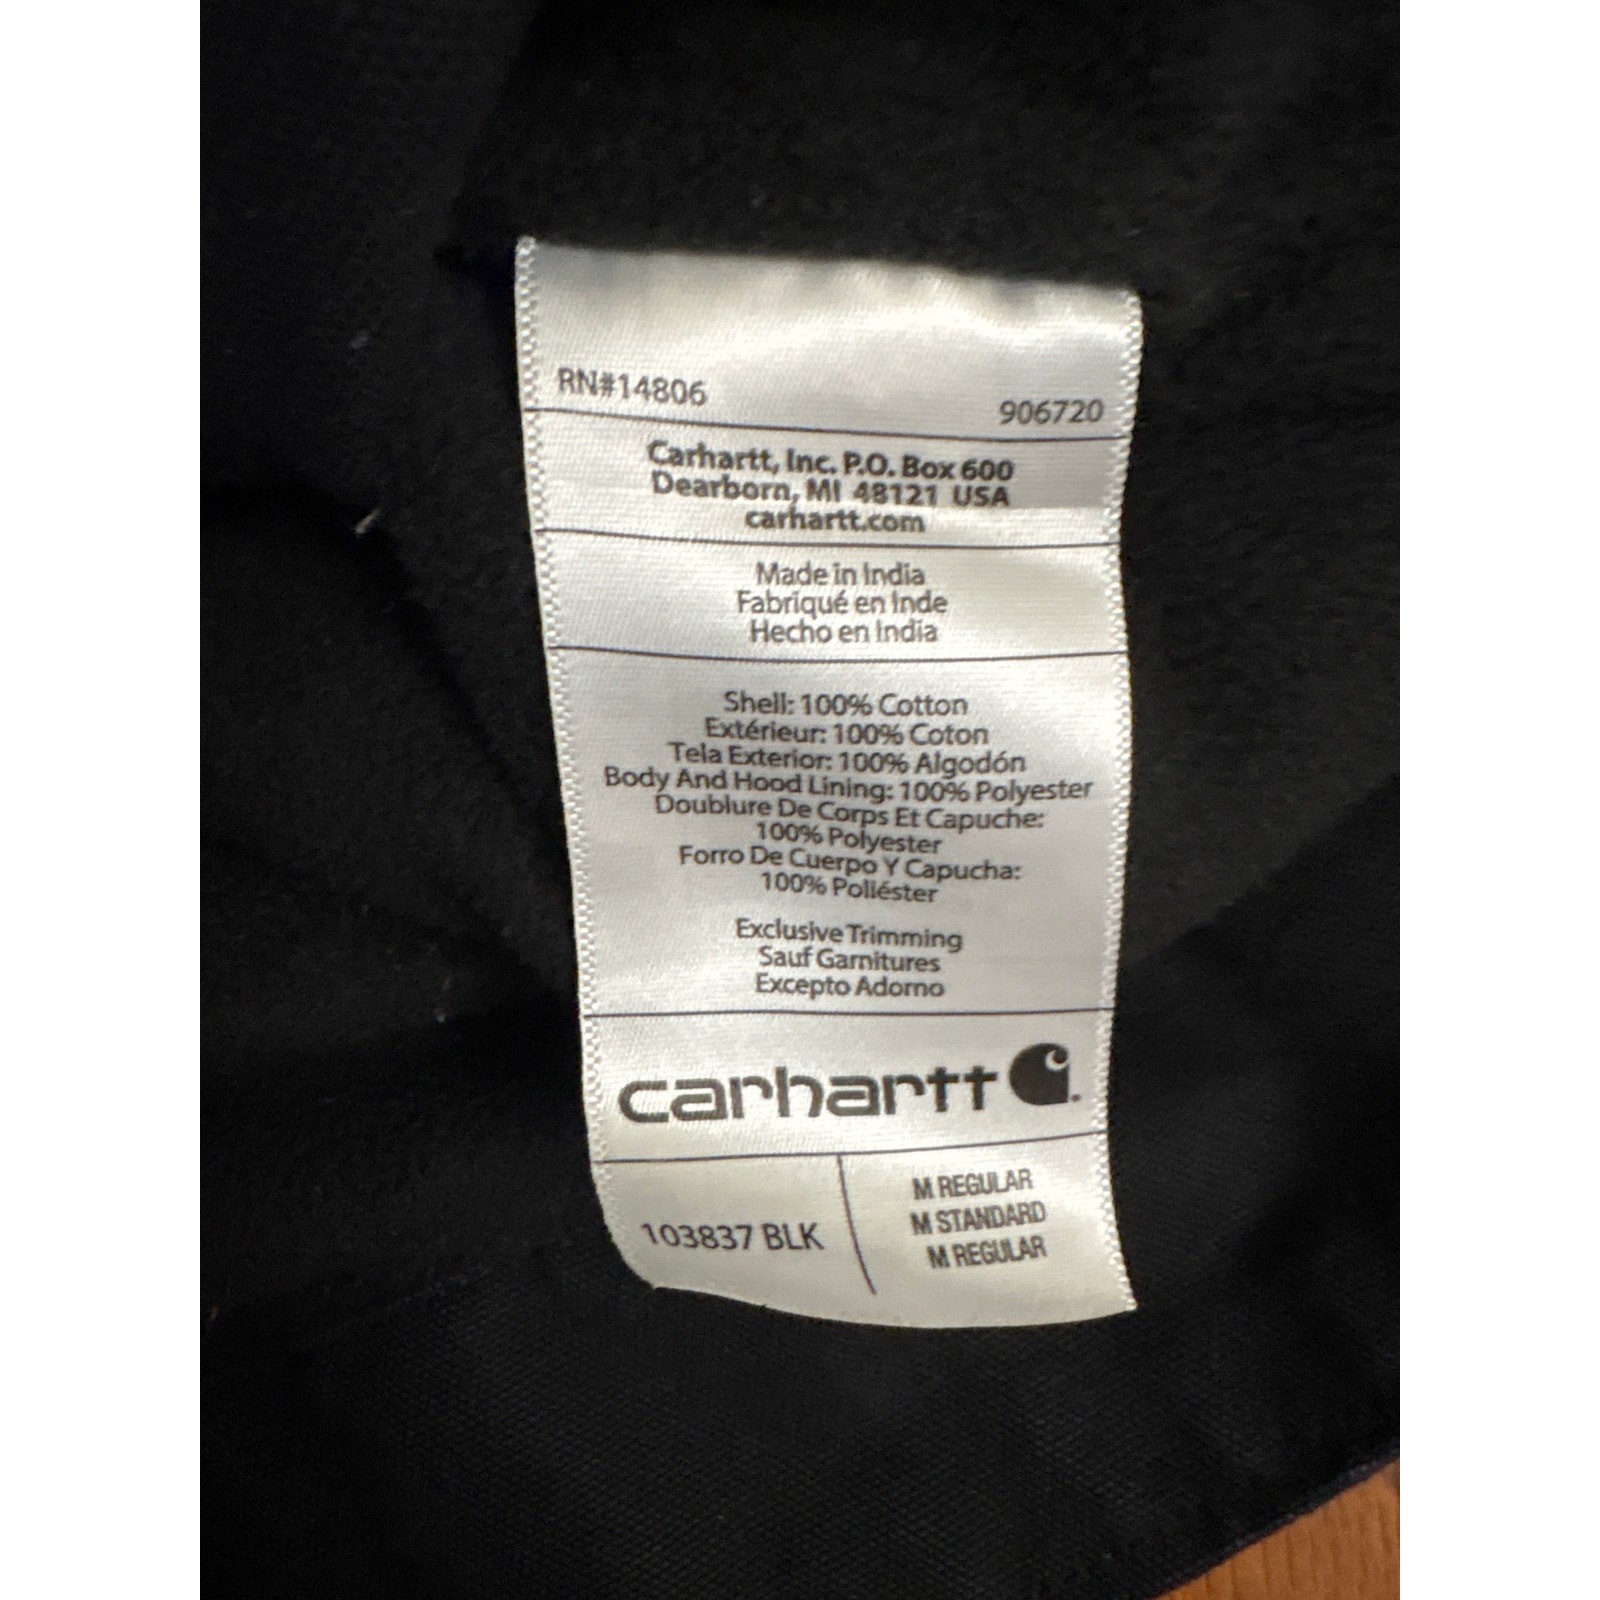 RN#14806
906720
Carhartt, Inc. P.O. Box 600
Dearborn, MI 48121 USA
carhartt.com
Made in India
Fabriqué en Inde
Hecho en India
Shell: 100% Cotton
Extérieur: 100% Coton
Tela Exterior: 100% Algodón
Body And Hood Lining: 100% Polyester
Doublure De Corps Et Capuche:
100% Polyester
Forro De Cuerpo Y Capucha:
100% Poliéster
Exclusive Trimming
Sauf Garnitures
Excepto Adorno
carhartt
103837 BLK
M REGULAR
M STANDARD
M REGULAR